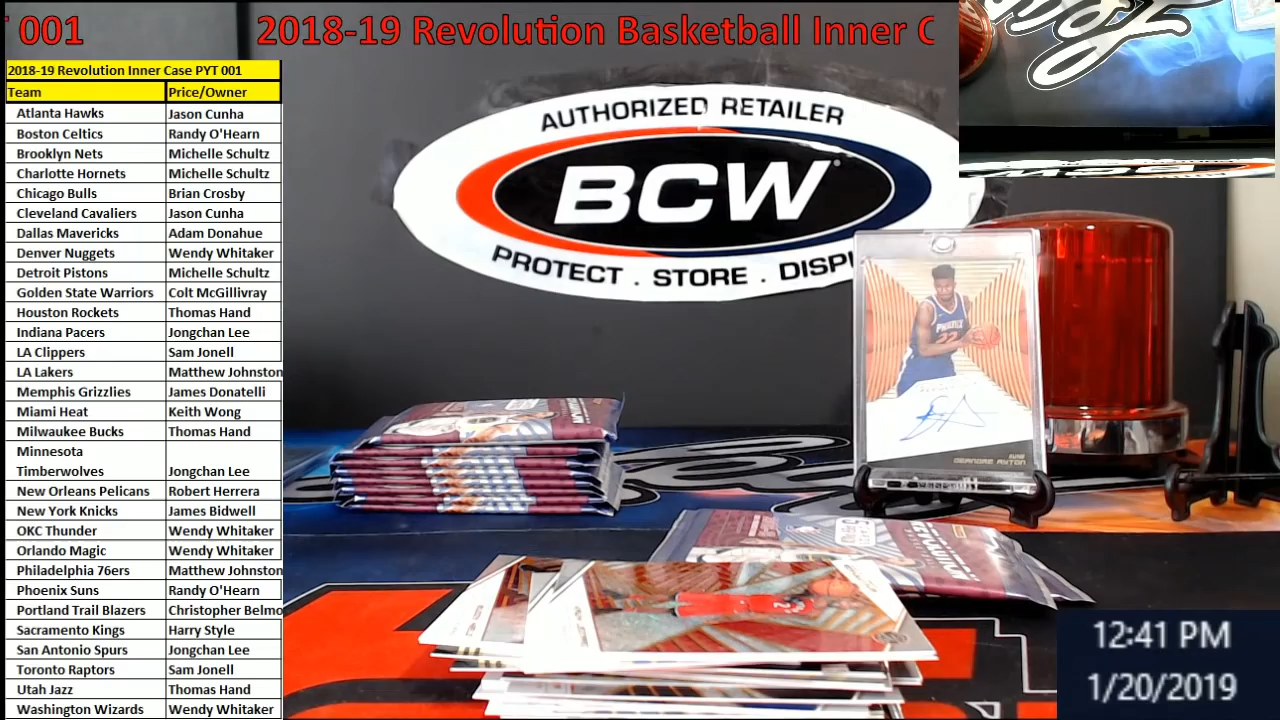 001
2018-19 Revolution Basketball Inner C
2018-19 Revolution Inner Case PYT 001
Team Price/Owner
Atlanta Hawks Jason Cunha
Boston Celtics Randy O'Hearn
Brooklyn Nets Michelle Schultz
Charlotte Hornets Michelle Schultz
Chicago Bulls Brian Crosby
Cleveland Cavaliers Jason Cunha
Dallas Mavericks Adam Donahue
Denver Nuggets Wendy Whitaker
Detroit Pistons Michelle Schultz
Golden State Warriors Colt McGillivray
Houston Rockets Thomas Hand
Indiana Pacers Jongchan Lee
LA Clippers Sam Jonell
LA Lakers Matthew Johnston
Memphis Grizzlies James Donatelli
Miami Heat Keith Wong
Milwaukee Bucks Thomas Hand
Minnesota
Timberwolves Jongchan Lee
New Orleans Pelicans Robert Herrera
New York Knicks James Bidwell
OKC Thunder Wendy Whitaker
Orlando Magic Wendy Whitaker
Philadelphia 76ers Matthew Johnston
Phoenix Suns Randy O'Hearn
Portland Trail Blazers Christopher Belmo
Sacramento Kings Harry Style
San Antonio Spurs Jongchan Lee
Toronto Raptors Sam Jonell
Utah Jazz Thomas Hand
Washington Wizards Wendy Whitaker
AUTHORIZED RETAILER
BCW
PROTECT . STORE . DISPL
PHOENIX
22
DEANDRE AYTON
12:41 PM
1/20/2019